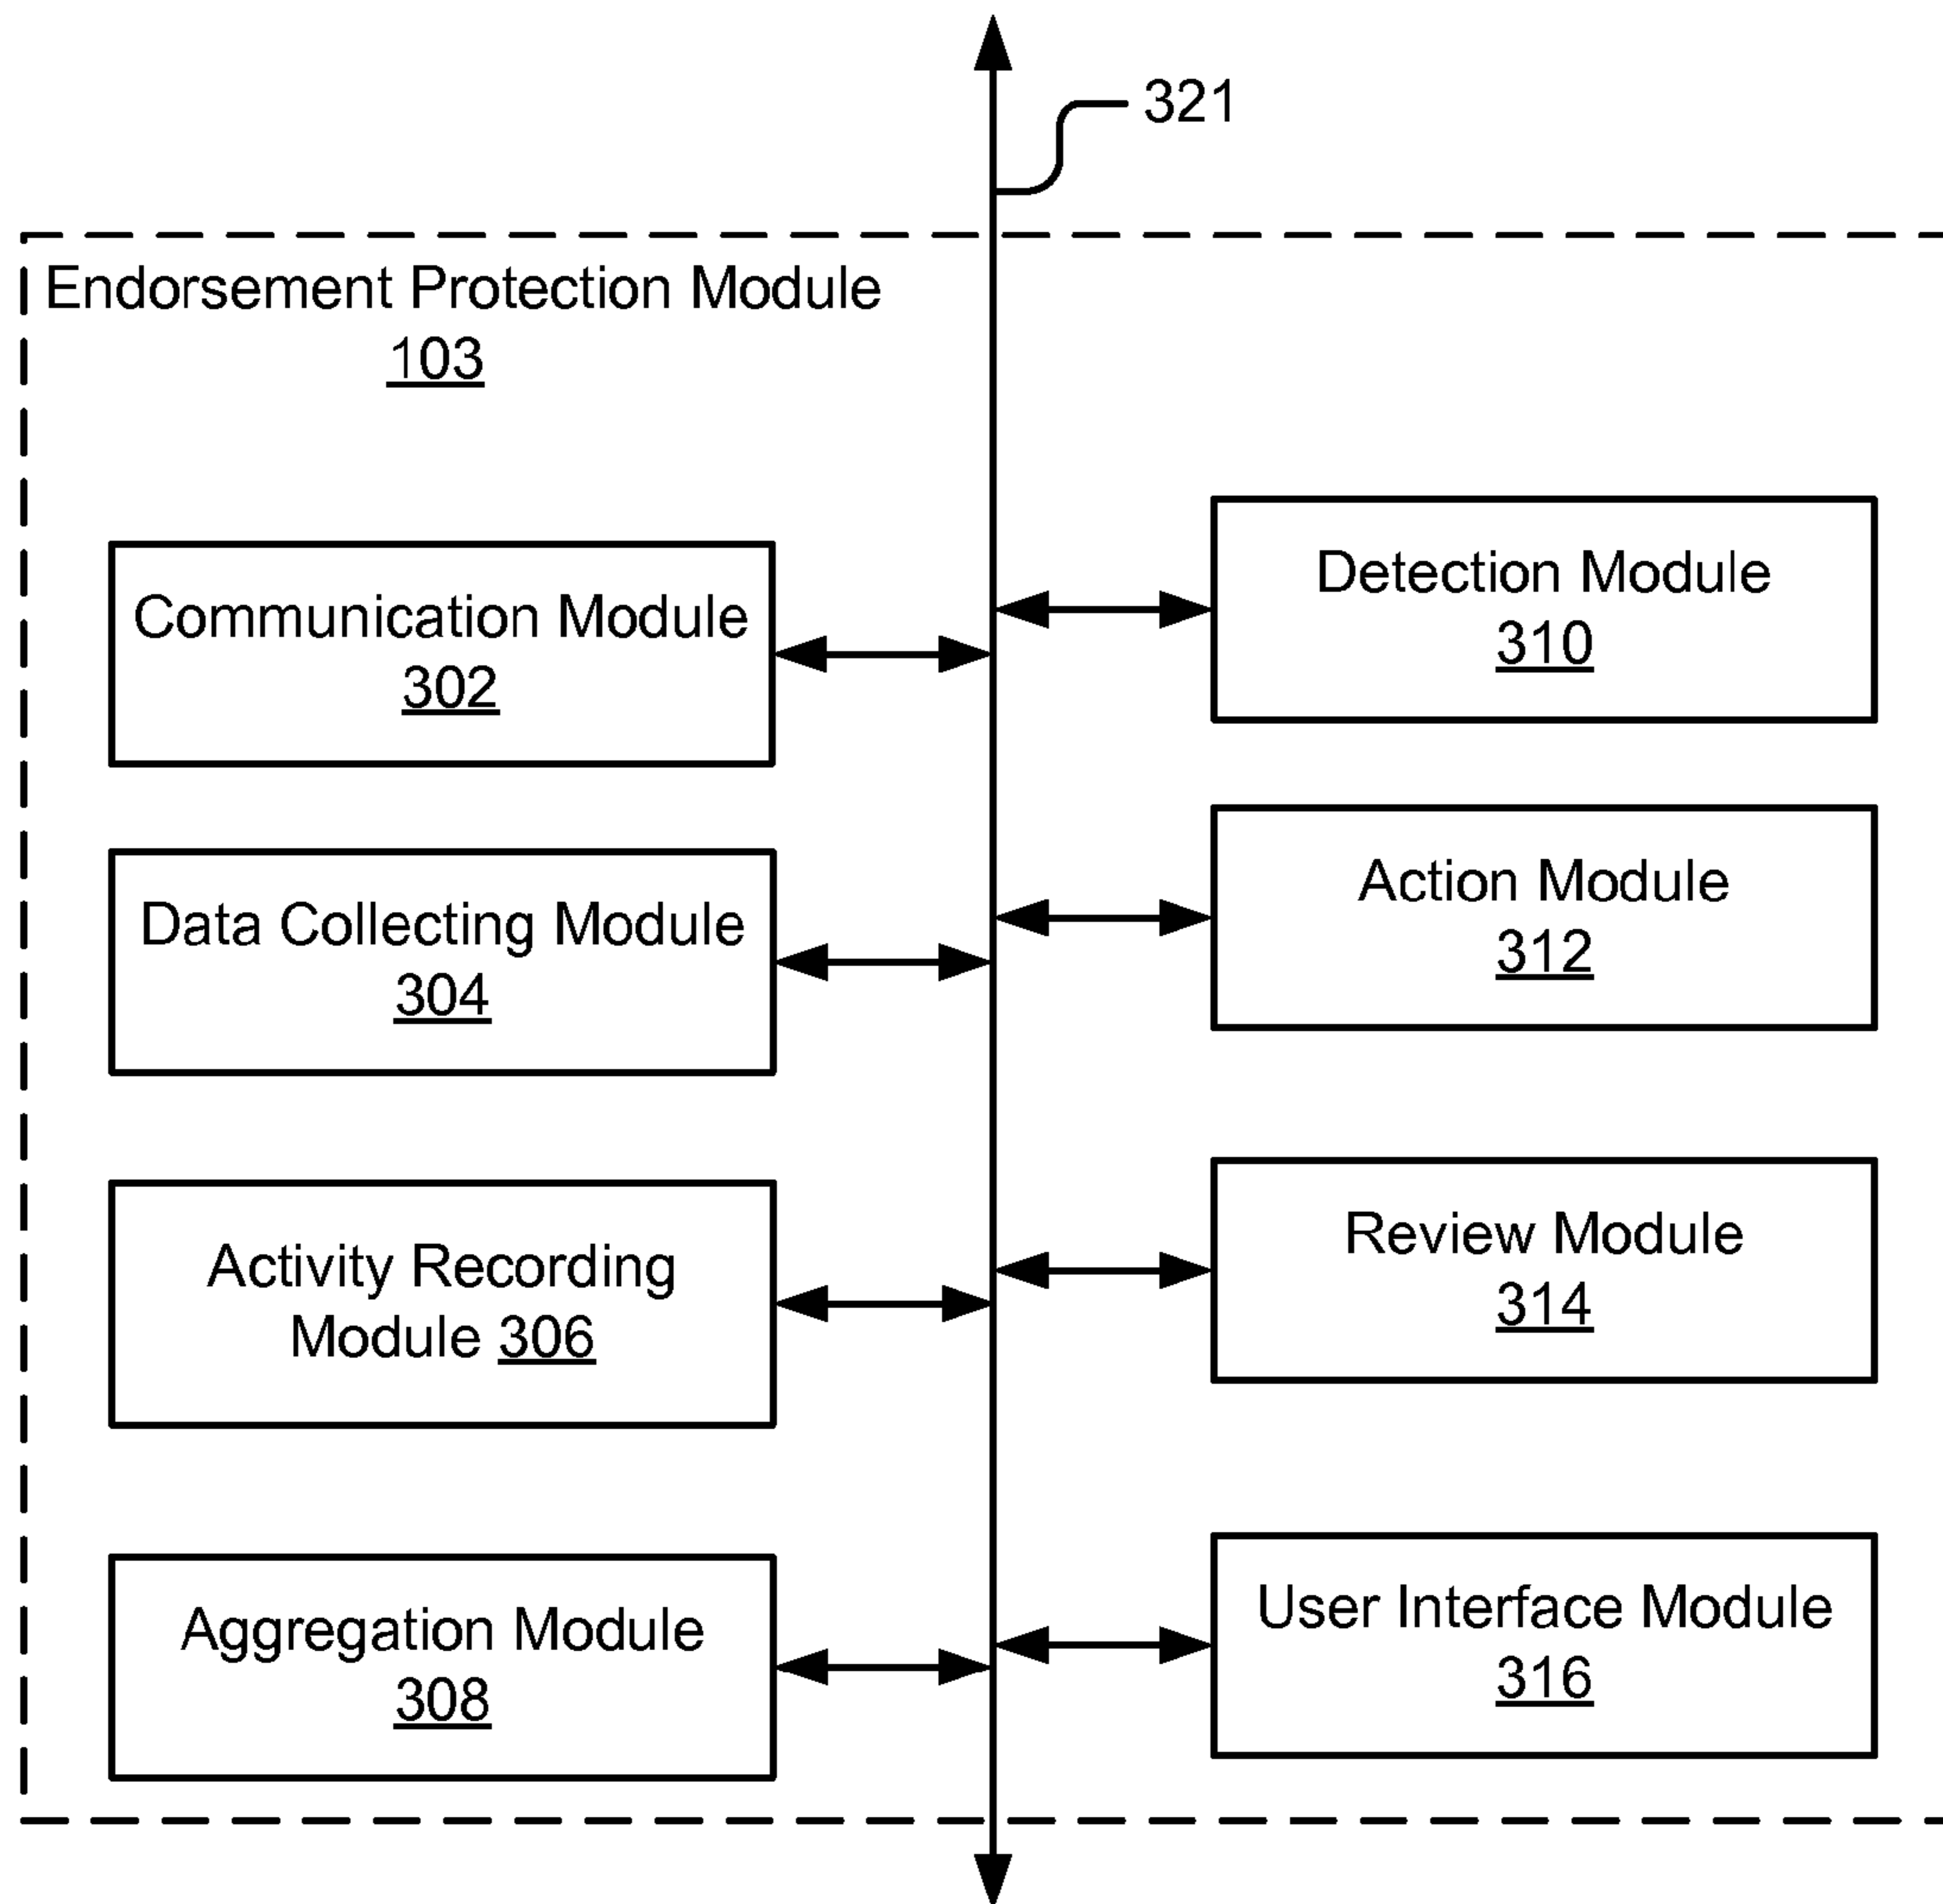 321
Endorsement Protection Module
103
Communication Module
302
Data Collecting Module
304
Activity Recording
Module 306
Aggregation Module
308
Detection Module
310
Action Module
312
Review Module
314
User Interface Module
316